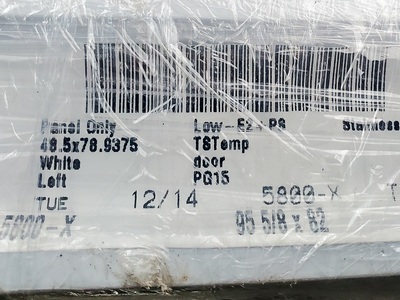 Panel Only Low-E2+ PS Stainless
48.5x78.9375 TSTemp
White door
Left PG15
TUE 12/14 5800-X T
5800-X 95 5/8 x 82